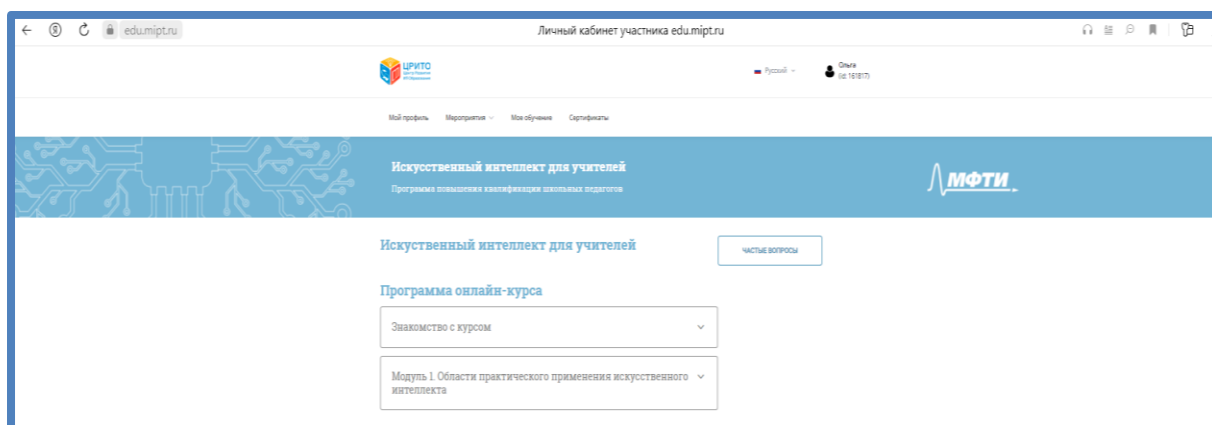 edu.mipt.ru
Личный кабинет участника edu.mipt.ru
ЦРИТО
Русский
Ольга
(id: 161817)
Мой профиль Мероприятия Мое обучение Сертификаты
Искусственный интеллект для учителей
Программа повышения квалификации школьных педагогов
МФТИ
Искуственный интеллект для учителей
ЧАСТЫЕ ВОПРОСЫ
Программа онлайн-курса
Знакомство с курсом
Модуль 1. Области практического применения искусственного
интеллекта